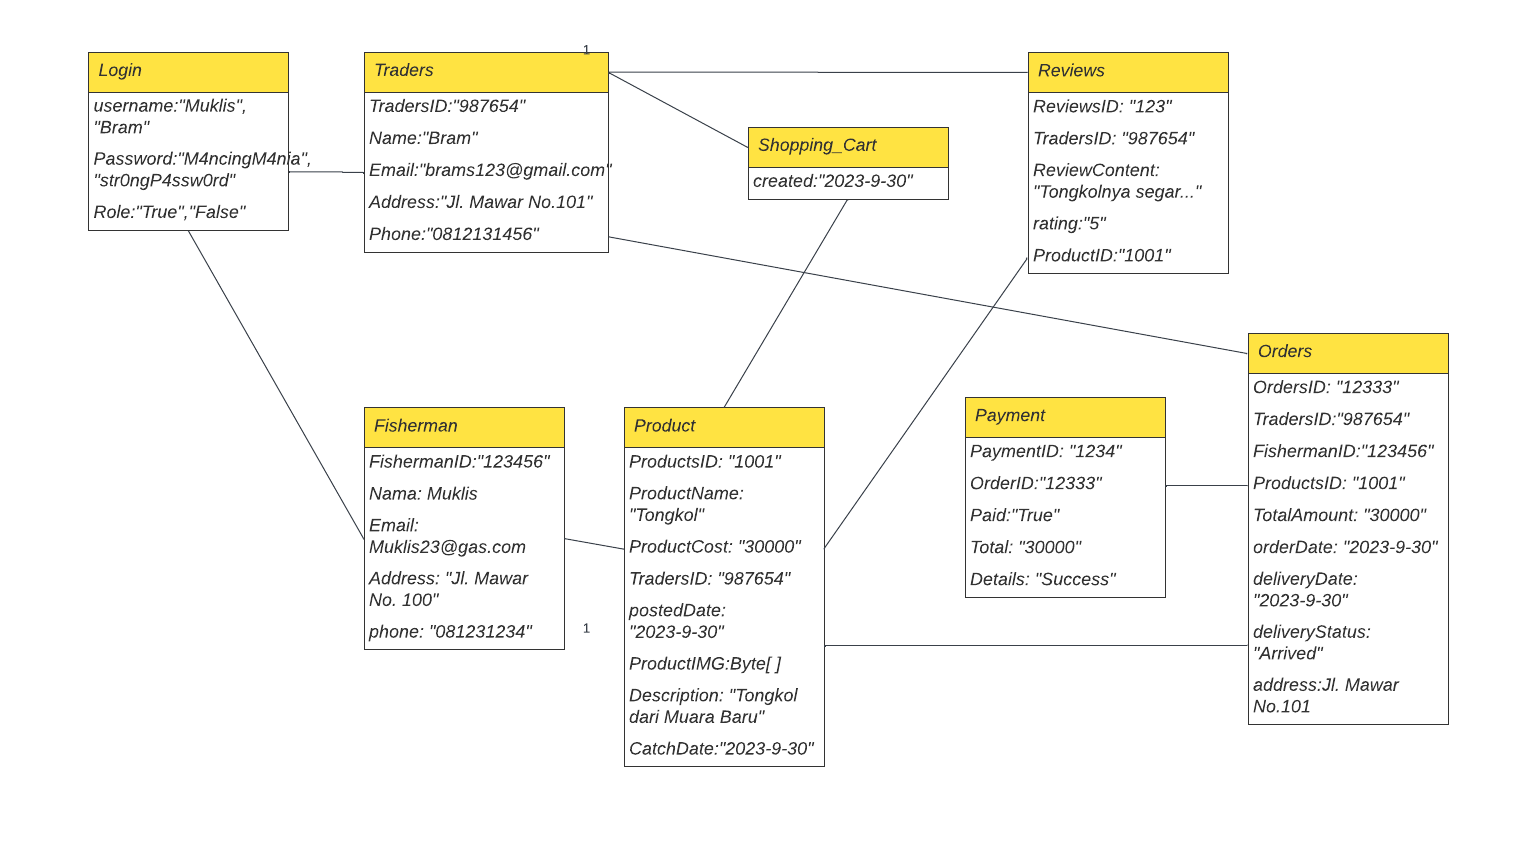 Login
username:"Muklis",
"Bram"
Password:"M4ncingM4nia",
"str0ngP4ssw0rd"
Role:"True","False"
1
Traders
TradersID:"987654"
Name:"Bram"
Email:"brams123@gmail.com"
Address:"Jl. Mawar No.101"
Phone:"0812131456"
Shopping_Cart
created:"2023-9-30"
Reviews
ReviewsID: "123"
TradersID: "987654"
ReviewContent:
"Tongkolnya segar..."
rating:"5"
ProductID:"1001"
Fisherman
FishermanID:"123456"
Nama: Muklis
Email:
Muklis23@gas.com
Address: "Jl. Mawar
No. 100"
phone: "081231234"
1
Product
ProductsID: "1001"
ProductName:
"Tongkol"
ProductCost: "30000"
TradersID: "987654"
postedDate:
"2023-9-30"
ProductIMG:Byte[ ]
Description: "Tongkol
dari Muara Baru"
CatchDate:"2023-9-30"
Payment
PaymentID: "1234"
OrderID:"12333"
Paid:"True"
Total: "30000"
Details: "Success"
Orders
OrdersID: "12333"
TradersID:"987654"
FishermanID:"123456"
ProductsID: "1001"
TotalAmount: "30000"
orderDate: "2023-9-30"
deliveryDate:
"2023-9-30"
deliveryStatus:
"Arrived"
address:Jl. Mawar
No.101